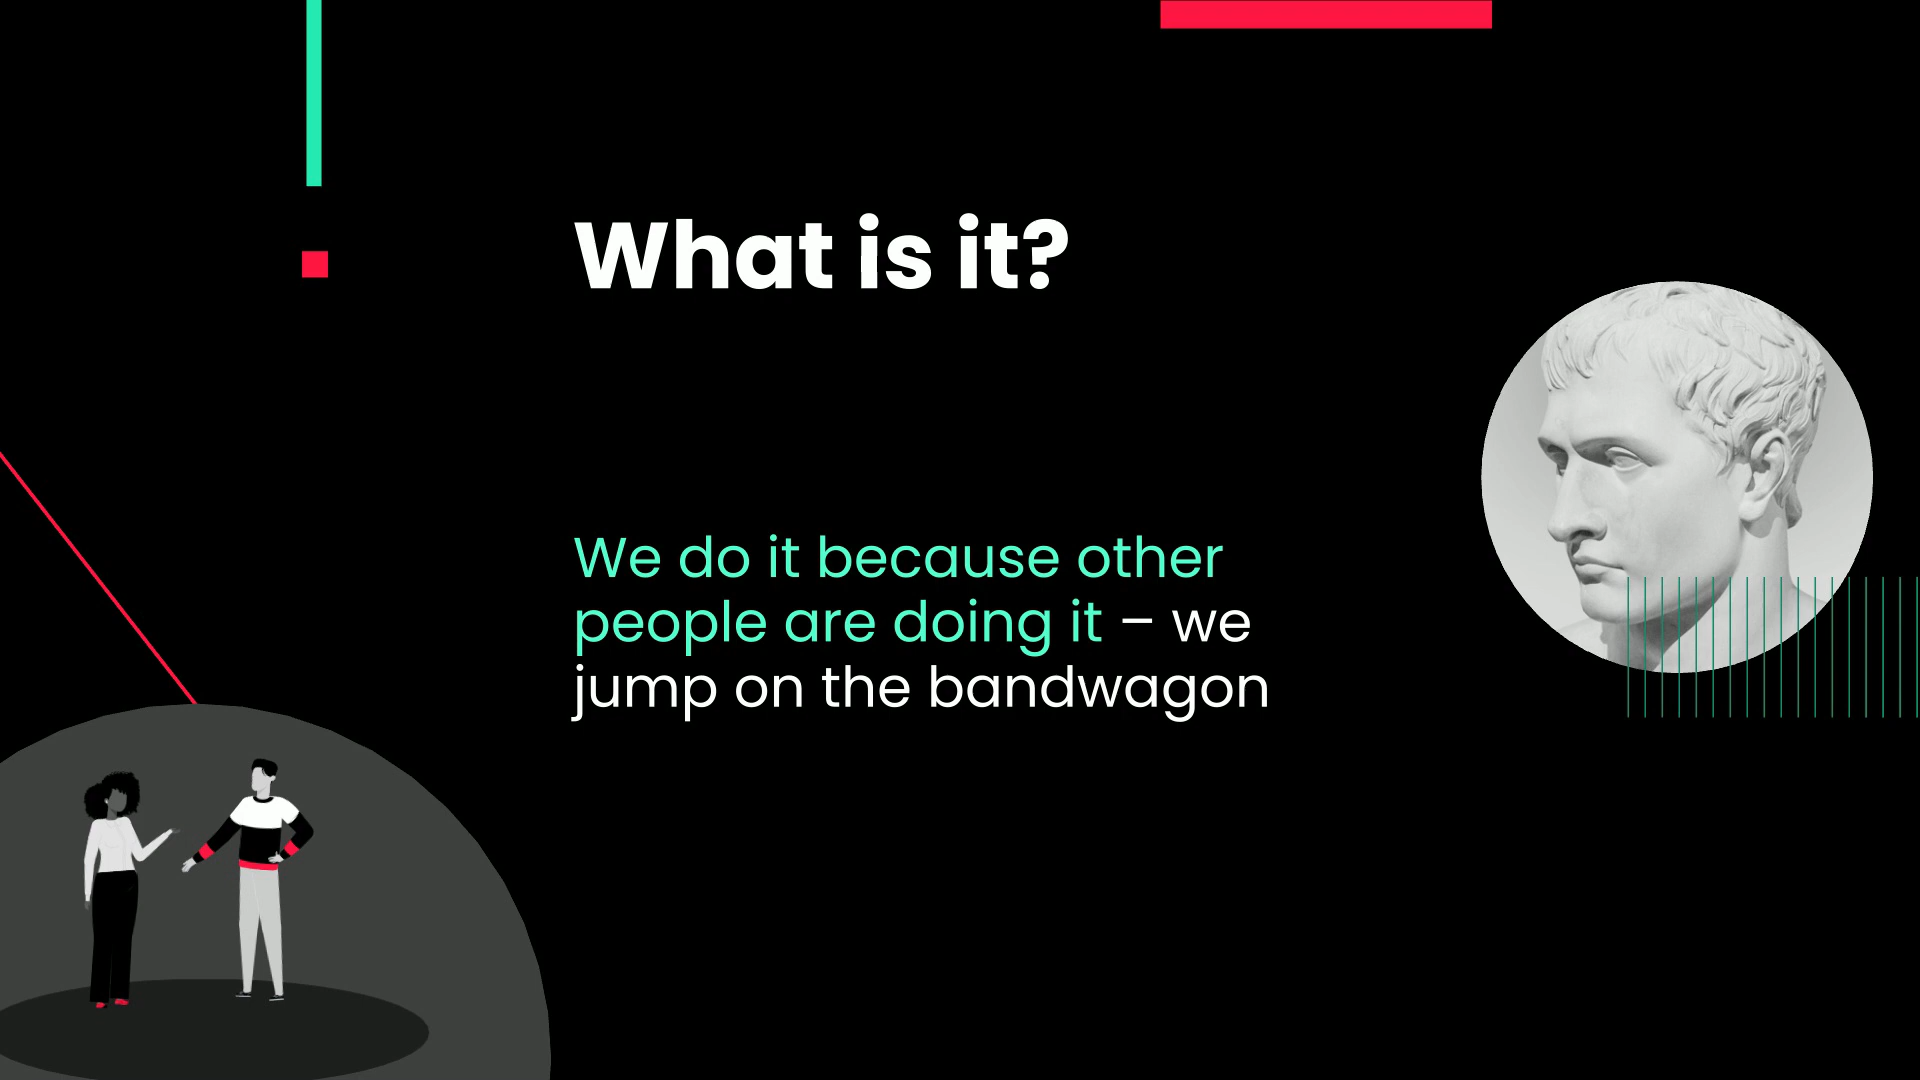 What is it?
We do it because other
people are doing it – we
jump on the bandwagon